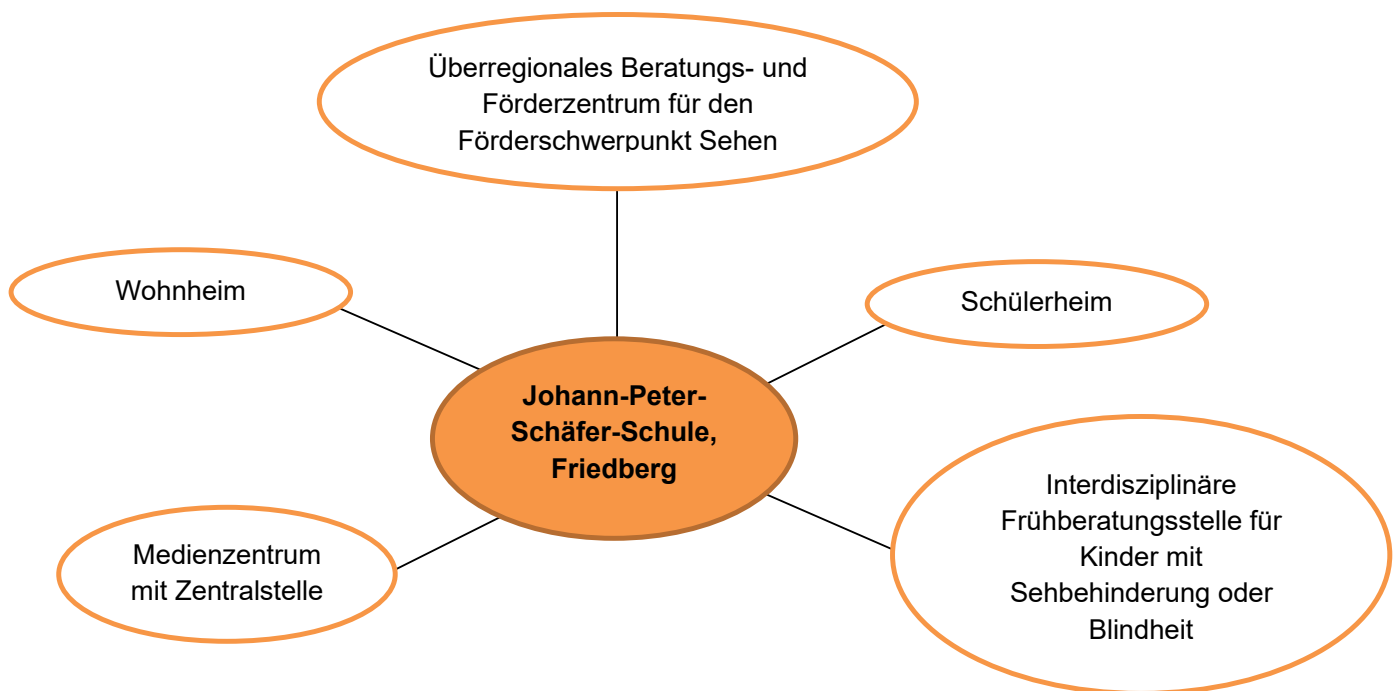 Überregionales Beratungs- und
Förderzentrum für den
Förderschwerpunkt Sehen
Wohnheim
Schülerheim
Johann-Peter-
Schäfer-Schule,
Friedberg
Medienzentrum
mit Zentralstelle
Interdisziplinäre
Frühberatungsstelle für
Kinder mit
Sehbehinderung oder
Blindheit